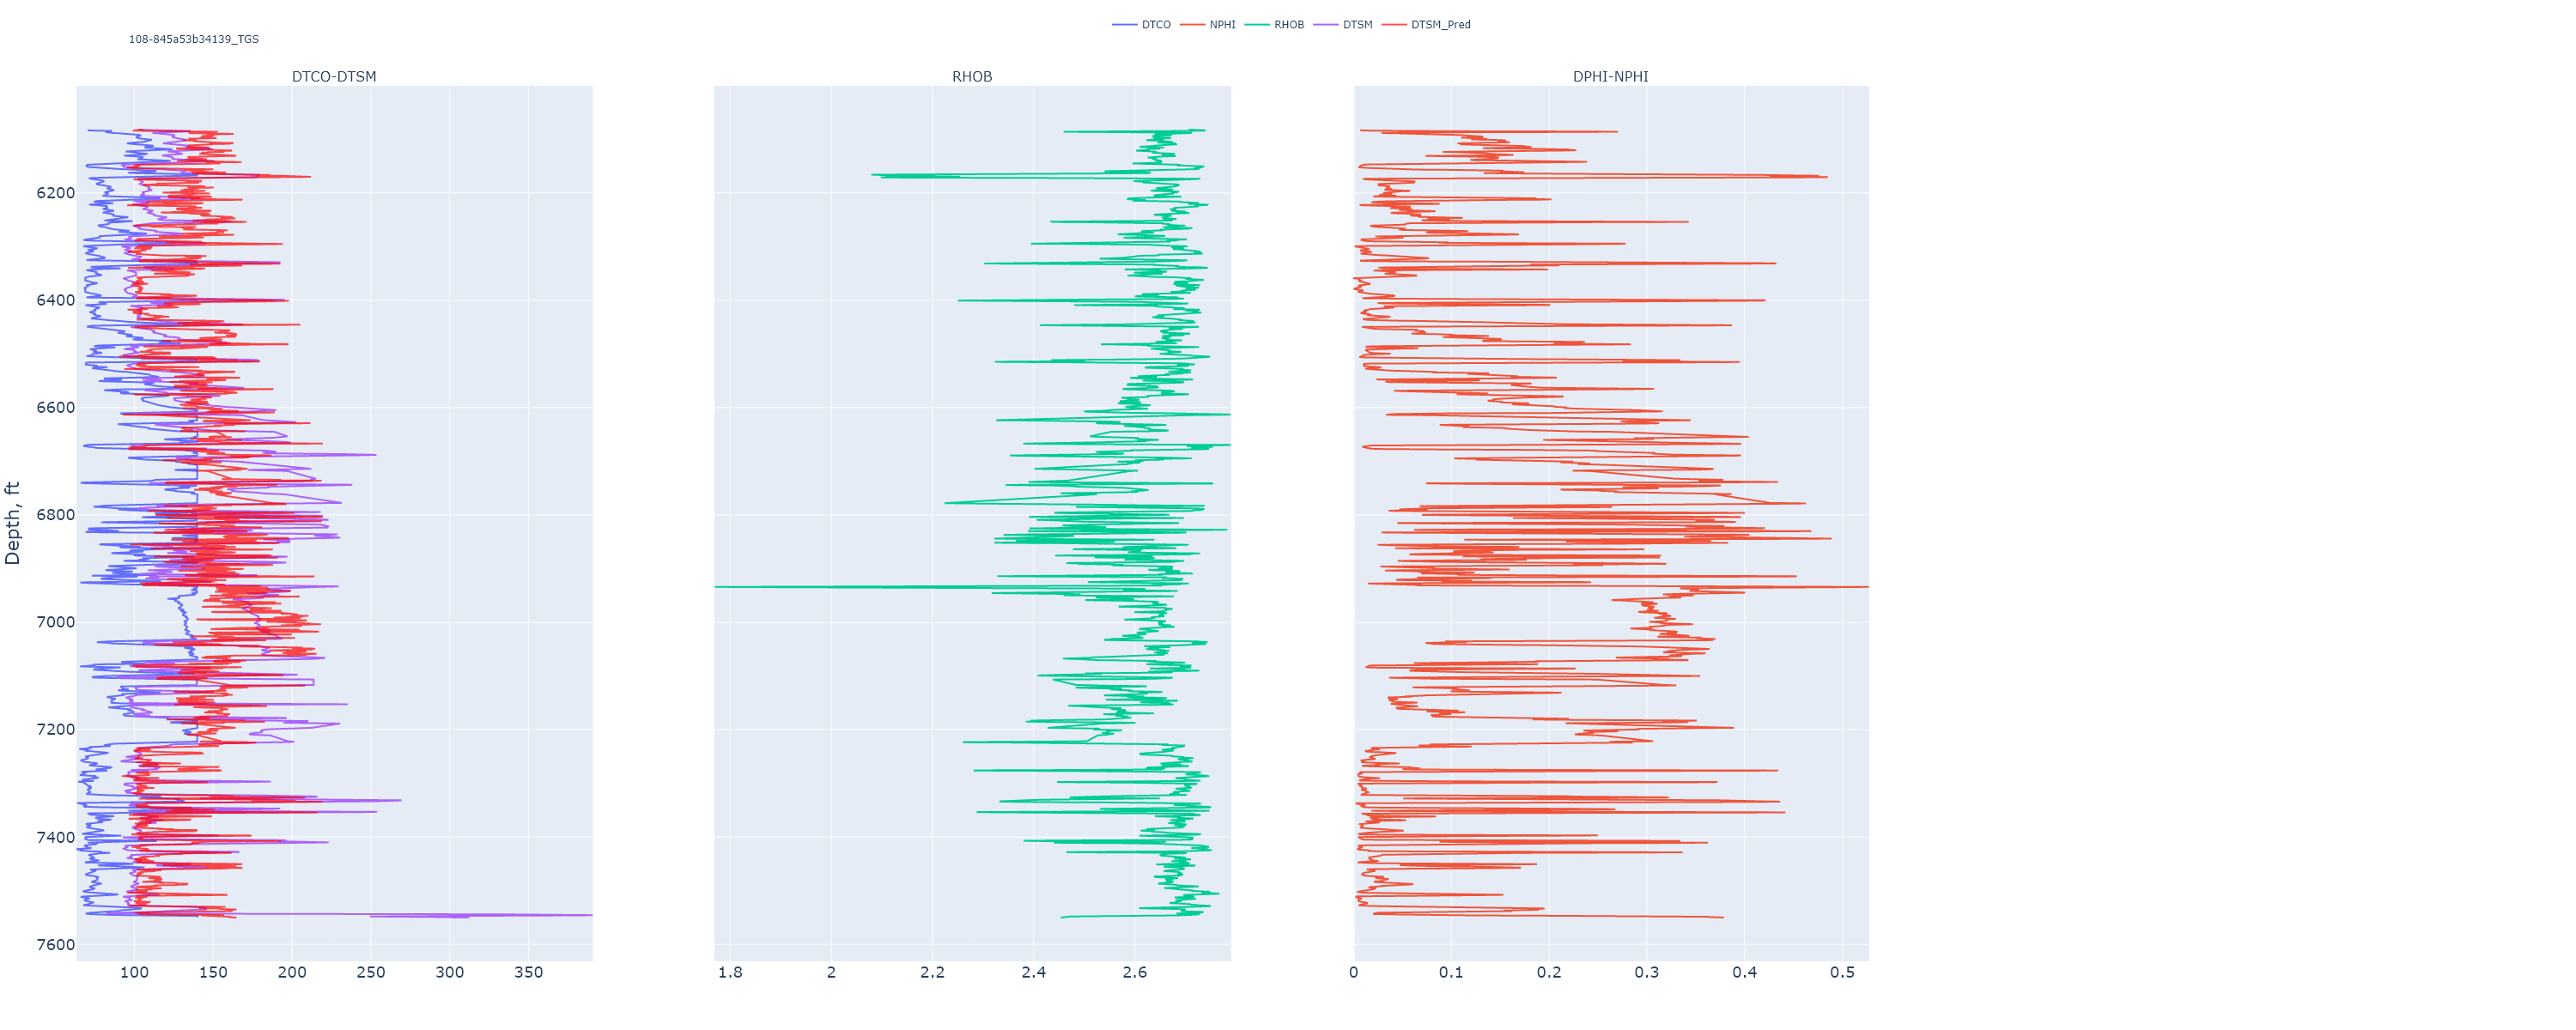 DTCO NPHI RHOB DTSM DTSM_Pred
108-845a53b34139_TGS
DTCO-DTSM RHOB DPHI-NPHI
6200
6400
6600
6800
7000
7200
7400
7600
Depth, ft
100 150 200 250 300 350 1.8 2 2.2 2.4 2.6 0 0.1 0.2 0.3 0.4 0.5